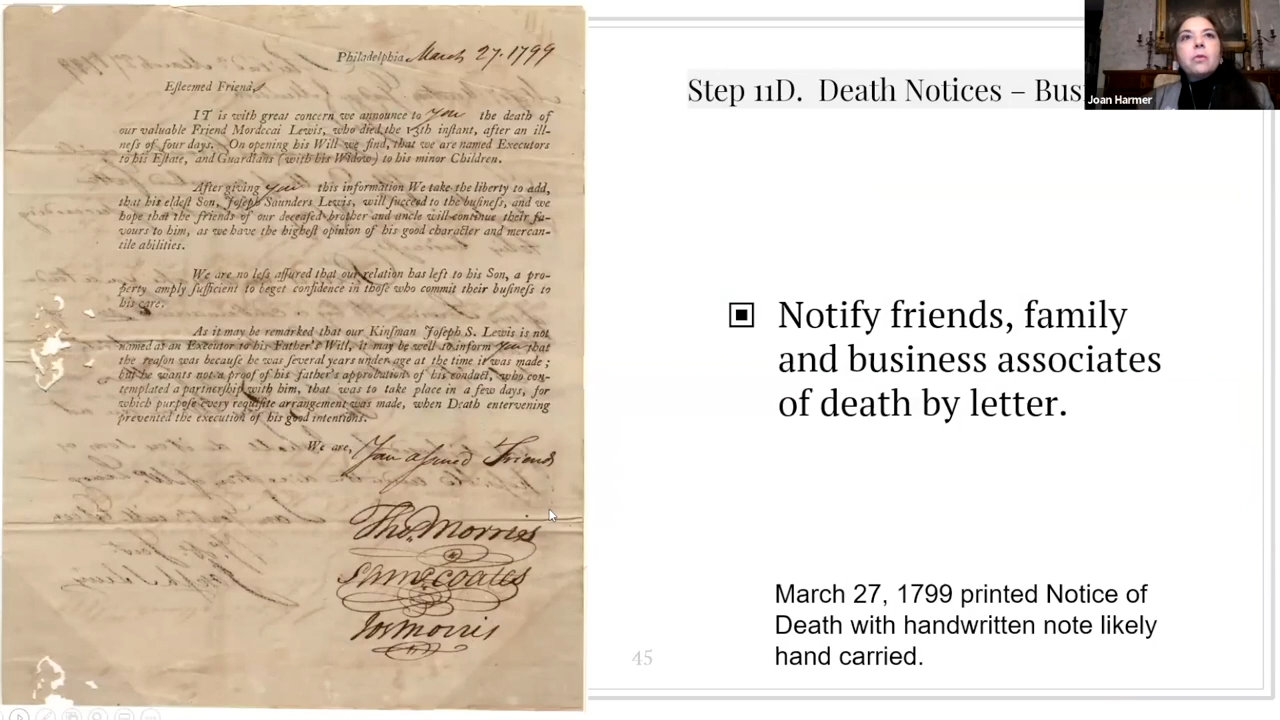 Philadelphia, March 27. 1799
Eſteemed Friend,
IT is with great concern we announce to you the death of
our valuable Friend Mordecai Lewis, who died the 13th inſtant, after an ill-
neſs of four days. On opening his Will we find, that we are named Executors
to his Eſtate, and Guardians (with his Widow) to his minor Children.
After giving you this information We take the liberty to add,
that his eldeſt Son, Joſeph Saunders Lewis, will ſucceed to the buſineſs, and we
hope that the friends of our deceaſed brother and uncle will continue their fa-
vours to him, as we have the higheſt opinion of his good character and mercan-
tile abilities.
We are no leſs aſſured that our relation has left to his Son, a pro-
perty amply ſufficient to beget confidence in thoſe who commit their buſineſs to
his care.
As it may be remarked that our Kinſman Joſeph S. Lewis is not
named as an Executor to his Father's Will, it may be well to inform you that
the reaſon was becauſe he was ſeveral years under age at the time it was made ;
but he wants not a proof of his father's approbation of his conduct, who con-
templated a partnerſhip with him, that was to take place in a few days, for
which purpoſe every requiſite arrangement was made, when Death entervening
prevented the execution of his good intentions.
We are, Your Friends
Tho. Morris
Saml. Coates
Jos Morris
Step 11D. Death Notices – Bus
Joan Harmer
Notify friends, family
and business associates
of death by letter.
March 27, 1799 printed Notice of
Death with handwritten note likely
hand carried.
45